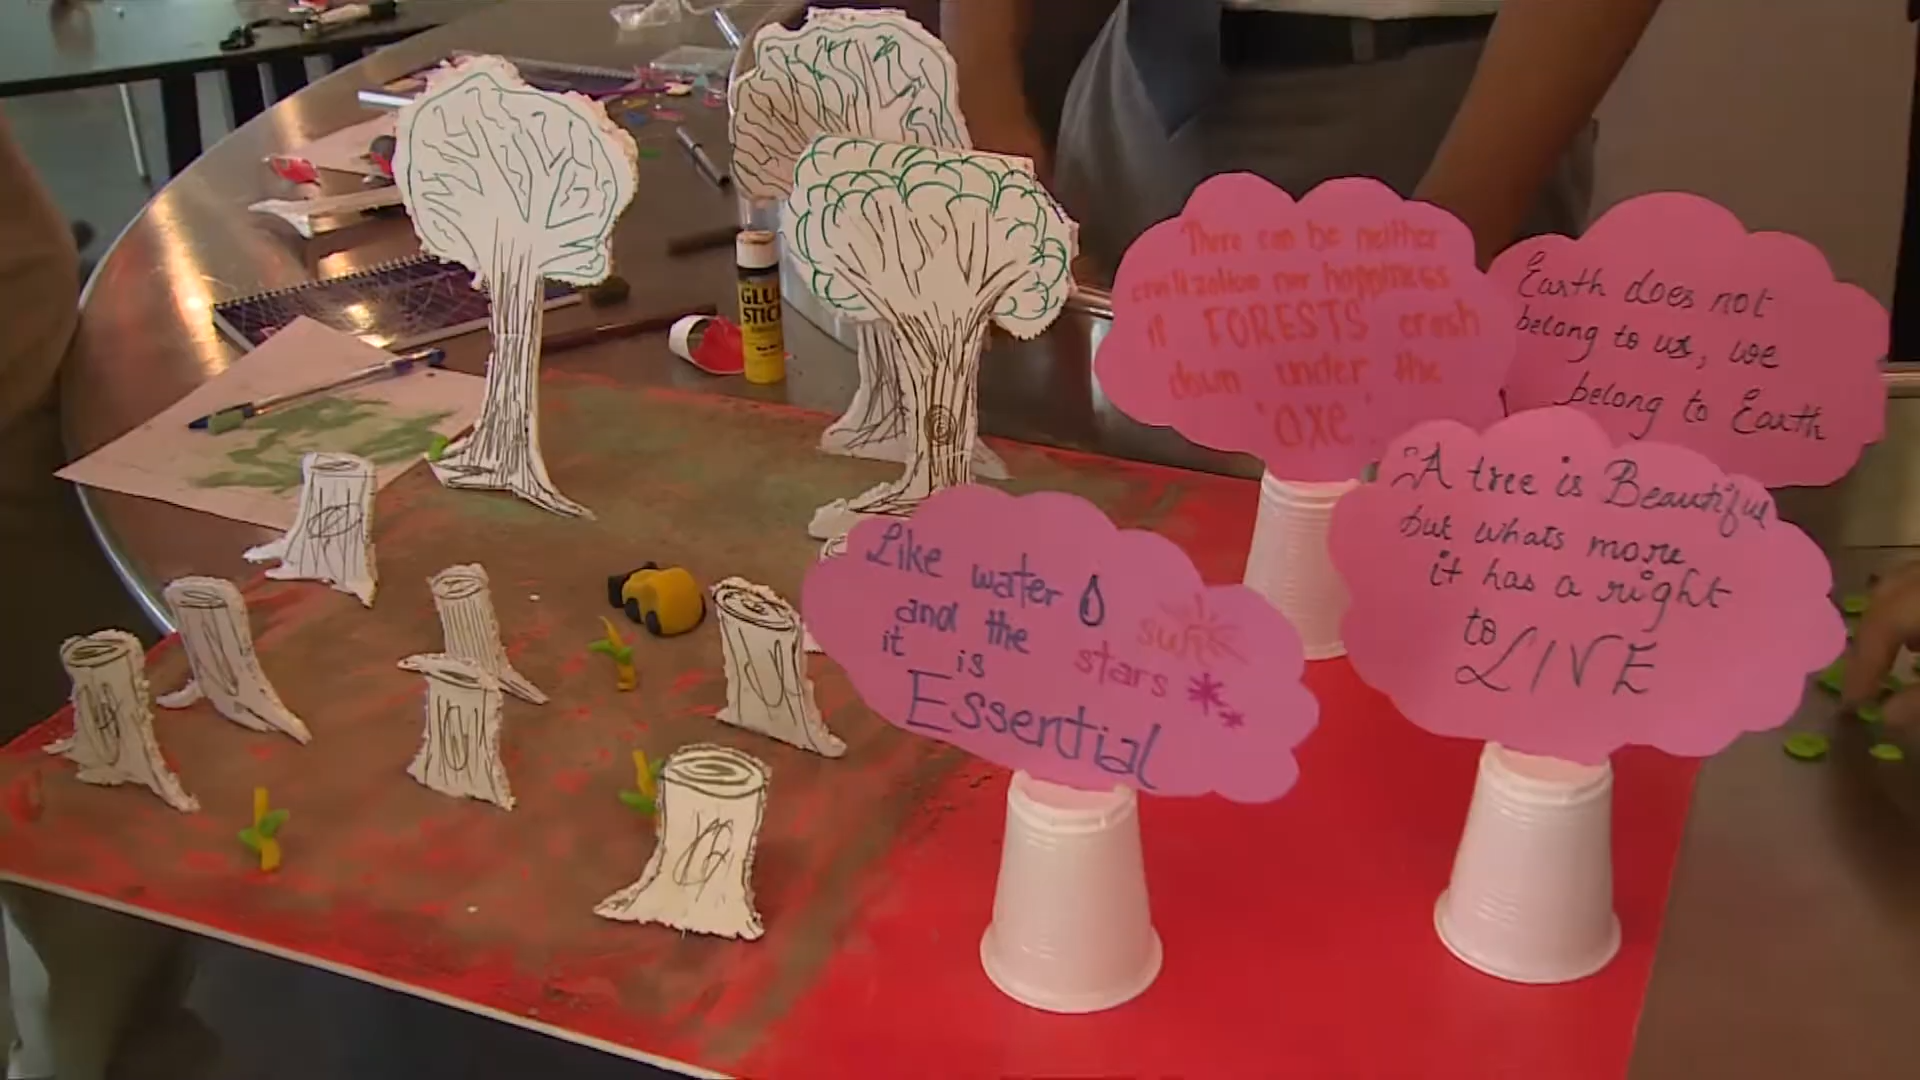 GLUE
STICK
There can be neither
civilization nor happiness
if FORESTS crash
down under the
'axe'.
Earth does not
belong to us, we
belong to Earth
"A tree is Beautiful
but whats more
it has a right
to
LIVE
Like water sun
and the stars
it is
Essential